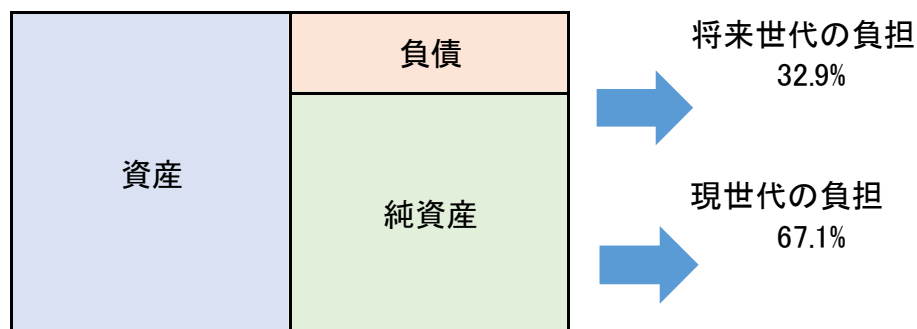 資産
負債
純資産
将来世代の負担
32.9%
現世代の負担
67.1%